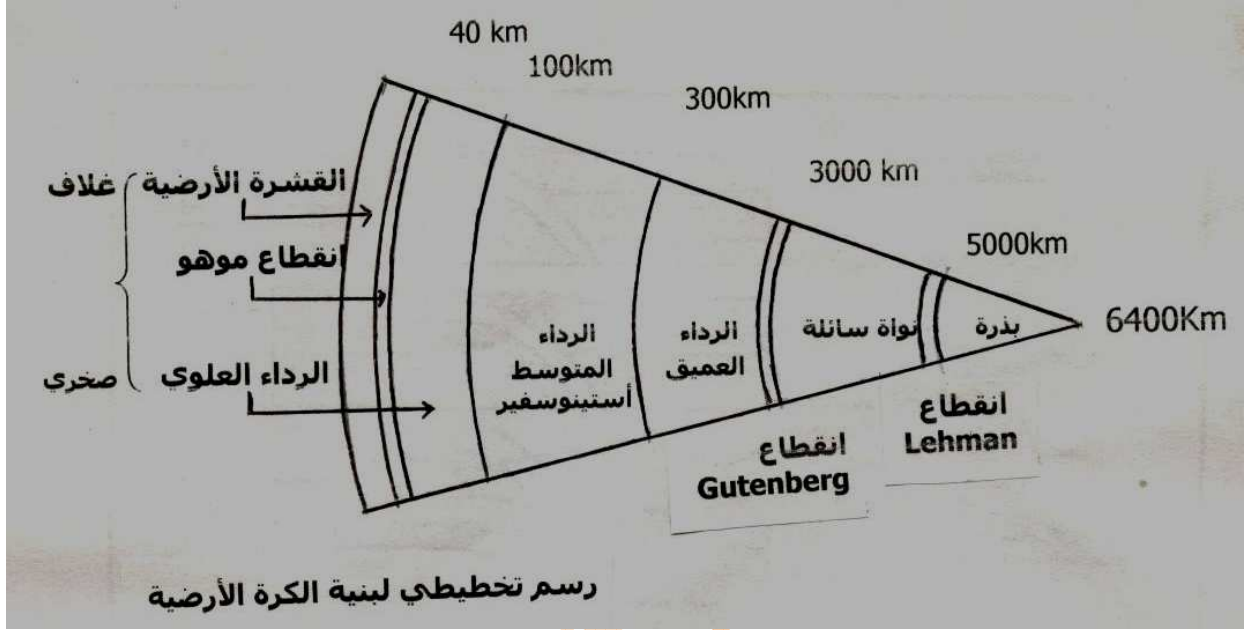 40 km
100km
300km
3000 km
5000km
6400Km
القشرة الأرضية
غلاف
انقطاع موهو
الرداء العلوي
صخري
الرداء
المتوسط
أستينوسفير
الرداء
العميق
نواة سائلة
بذرة
انقطاع
Gutenberg
انقطاع
Lehman
رسم تخطيطي لبنية الكرة الأرضية